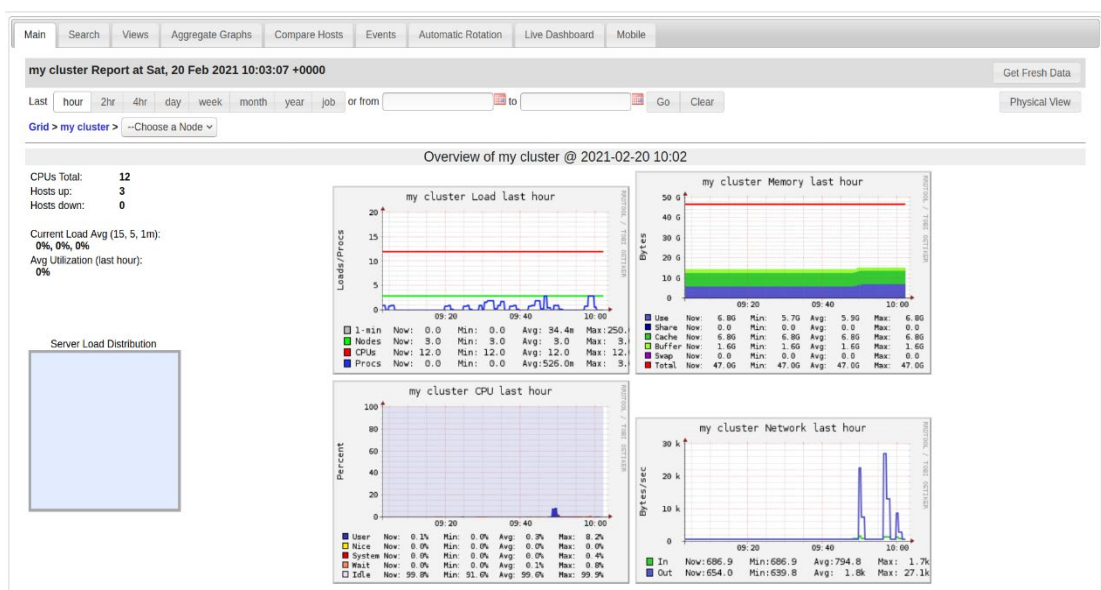 Main Search Views Aggregate Graphs Compare Hosts Events Automatic Rotation Live Dashboard Mobile
my cluster Report at Sat, 20 Feb 2021 10:03:07 +0000
Get Fresh Data
Last hour 2hr 4hr day week month year job or from to Go Clear
Physical View
Grid > my cluster > --Choose a Node
Overview of my cluster @ 2021-02-20 10:02
CPUs Total: 12
Hosts up: 3
Hosts down: 0
Current Load Avg (15, 5, 1m):
0%, 0%, 0%
Avg Utilization (last hour):
0%
Server Load Distribution
my cluster Load last hour
RRDTOOL / TOBI OETIKER
Loads/Procs
20
15
10
5
0
09:20 09:40 10:00
1-min Now: 0.0 Min: 0.0 Avg: 34.4m Max:250.
Nodes Now: 3.0 Min: 3.0 Avg: 3.0 Max: 3.
CPUs Now: 12.0 Min: 12.0 Avg: 12.0 Max: 12.
Procs Now: 0.0 Min: 0.0 Avg:526.0m Max: 3.
my cluster Memory last hour
RRDTOOL / TOBI OETIKER
Bytes
50 G
40 G
30 G
20 G
10 G
0
09:20 09:40 10:00
Use Now: 6.8G Min: 5.7G Avg: 5.9G Max: 6.8G
Share Now: 0.0 Min: 0.0 Avg: 0.0 Max: 0.0
Cache Now: 6.8G Min: 6.8G Avg: 6.8G Max: 6.8G
Buffer Now: 1.6G Min: 1.6G Avg: 1.6G Max: 1.6G
Swap Now: 0.0 Min: 0.0 Avg: 0.0 Max: 0.0
Total Now: 47.0G Min: 47.0G Avg: 47.0G Max: 47.0G
my cluster CPU last hour
RRDTOOL / TOBI OETIKER
Percent
100
80
60
40
20
0
09:20 09:40 10:00
User Now: 0.1% Min: 0.0% Avg: 0.3% Max: 8.2%
Nice Now: 0.0% Min: 0.0% Avg: 0.0% Max: 0.0%
System Now: 0.0% Min: 0.0% Avg: 0.0% Max: 0.4%
Wait Now: 0.0% Min: 0.0% Avg: 0.1% Max: 0.8%
Idle Now: 99.8% Min: 91.6% Avg: 99.6% Max: 99.9%
my cluster Network last hour
RRDTOOL / TOBI OETIKER
Bytes/sec
30 k
20 k
10 k
0
09:20 09:40 10:00
In Now:686.9 Min:686.9 Avg:794.8 Max: 1.7k
Out Now:654.0 Min:639.8 Avg: 1.8k Max: 27.1k